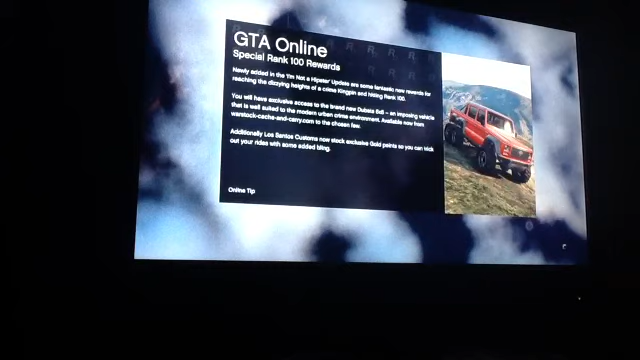 GTA Online
Special Rank 100 Rewards
Newly added in the 'I'm Not a Hipster' Update are some fantastic new rewards for
reaching the dizzying heights of a crime Kingpin and hitting Rank 100.
You will have exclusive access to the brand new Dubsta 6x6 – an imposing vehicle
that is well suited to the modern urban crime environment. Available now from
warstock-cache-and-carry.com to the chosen few.
Additionally Los Santos Customs now stock exclusive Gold paints so you can trick
out your rides with some added bling.
Online Tip